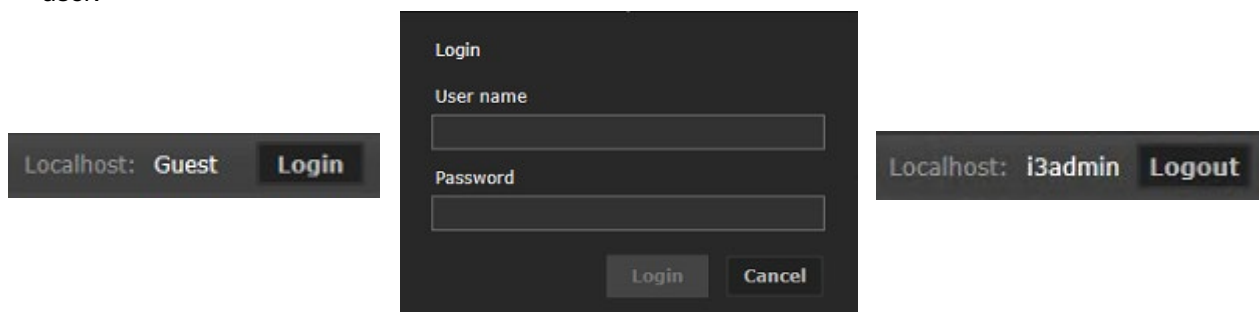 user.
Localhost: Guest Login
Login
User name
Password
Login Cancel
Localhost: i3admin Logout